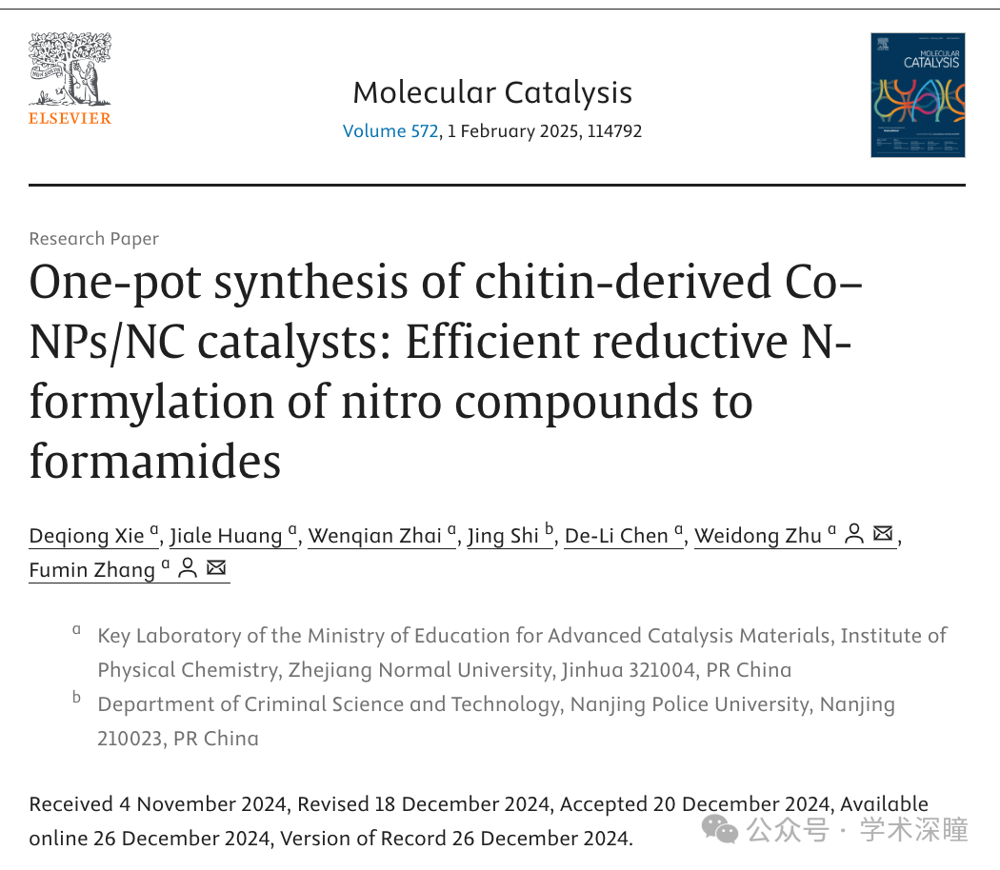 ELSEVIER
Molecular Catalysis
Volume 572, 1 February 2025, 114792
MOLECULAR
CATALYSIS
Research Paper
One-pot synthesis of chitin-derived Co–
NPs/NC catalysts: Efficient reductive N-
formylation of nitro compounds to
formamides
Deqiong Xie a, Jiale Huang a, Wenqian Zhai a, Jing Shi b, De-Li Chen a, Weidong Zhu a,
Fumin Zhang a
a Key Laboratory of the Ministry of Education for Advanced Catalysis Materials, Institute of
Physical Chemistry, Zhejiang Normal University, Jinhua 321004, PR China
b Department of Criminal Science and Technology, Nanjing Police University, Nanjing
210023, PR China
Received 4 November 2024, Revised 18 December 2024, Accepted 20 December 2024, Available
online 26 December 2024, Version of Record 26 December 2024.
公众号 · 学术深瞳